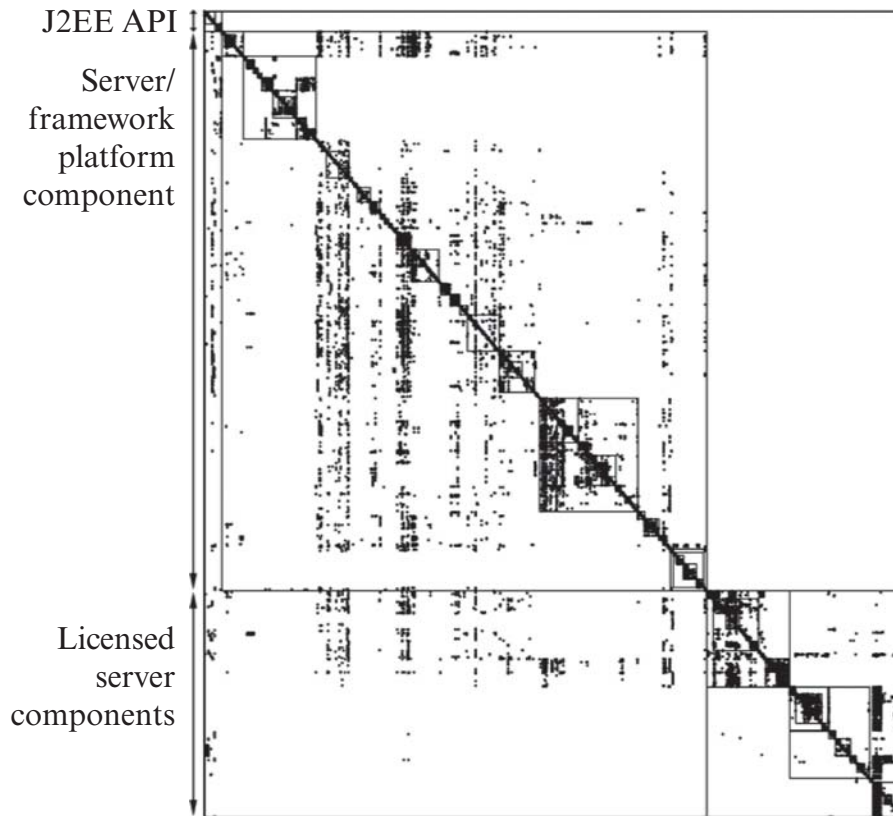 J2EE API
Server/
framework
platform
component
Licensed
server
components